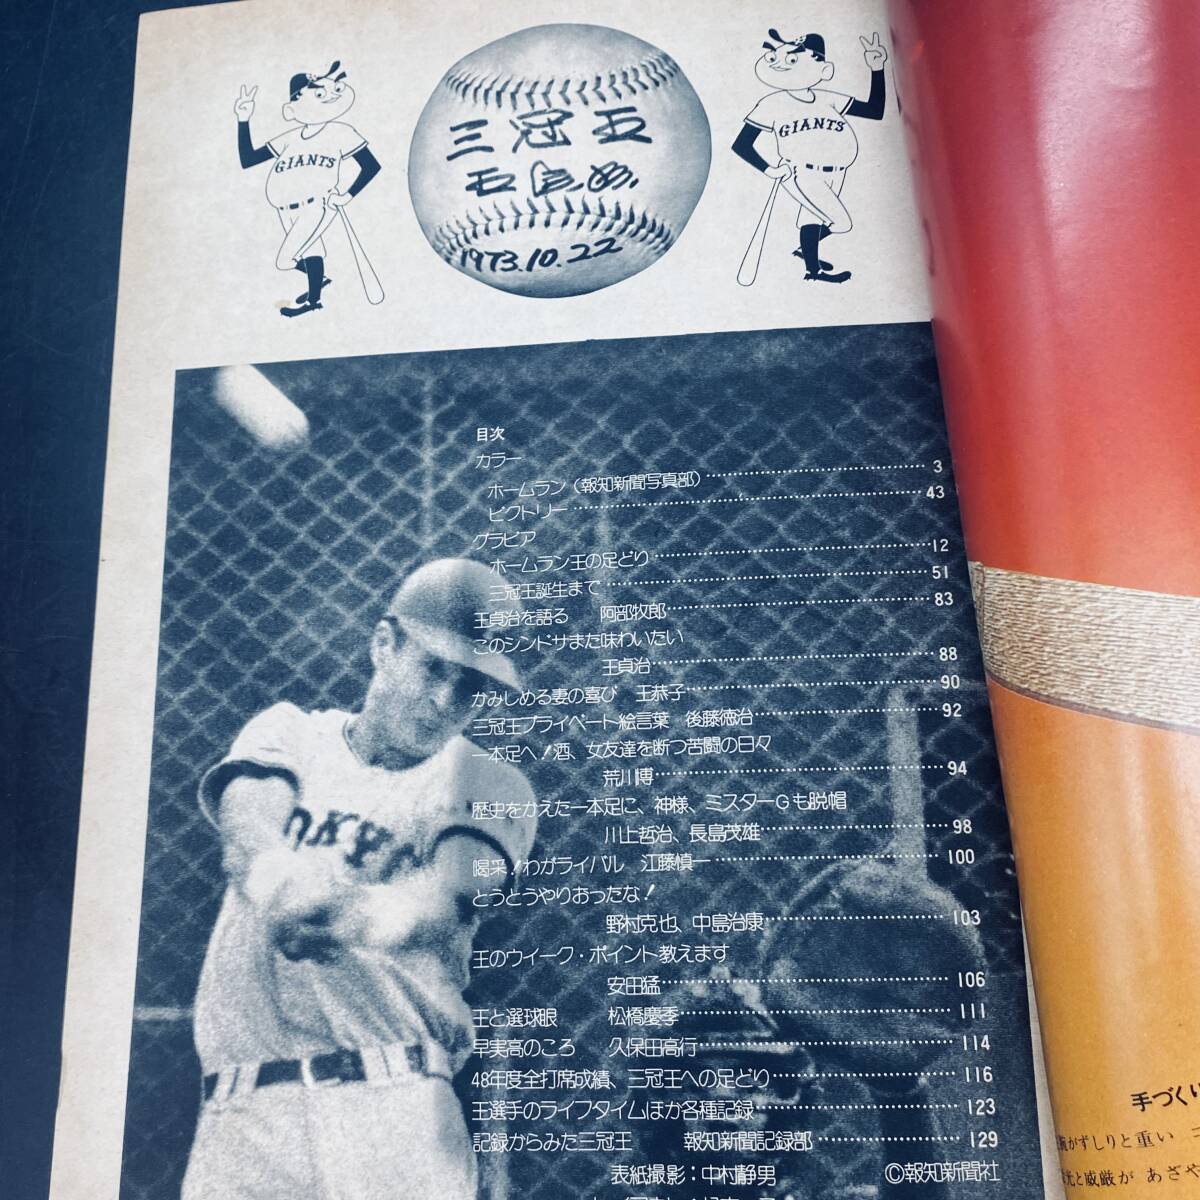 GIANTS
三冠王
王貞治
1973.10.22
GIANTS
目次
カラー
ホームラン（報知新聞写真部）…… 3
ビクトリー…… 43
グラビア
ホームラン王の足どり…… 12
三冠王誕生まで…… 51
王貞治を語る 阿部牧郎…… 83
このシンドサまた味わいたい
王貞治…… 88
かみしめる妻の喜び 王恭子…… 90
三冠王プライベート絵言葉 後藤徳治…… 92
一本足へ！酒、女友達を断つ苦闘の日々
荒川博…… 94
歴史をかえた一本足に、神様、ミスターGも脱帽
川上哲治、長島茂雄…… 98
喝采！わがライバル 江藤慎一…… 100
とうとうやりおったな！
野村克也、中島治康…… 103
王のウイーク・ポイント教えます
安田猛…… 106
王と選球眼 松橋慶季…… 111
早実高のころ 久保田高行…… 114
48年度全打席成績、三冠王への足どり…… 116
王選手のライフタイムほか各種記録…… 123
記録からみた三冠王 報知新聞記録部…… 129
表紙撮影：中村静男 ©報知新聞社
手づくり
がずしりと重い
と威厳が あざや